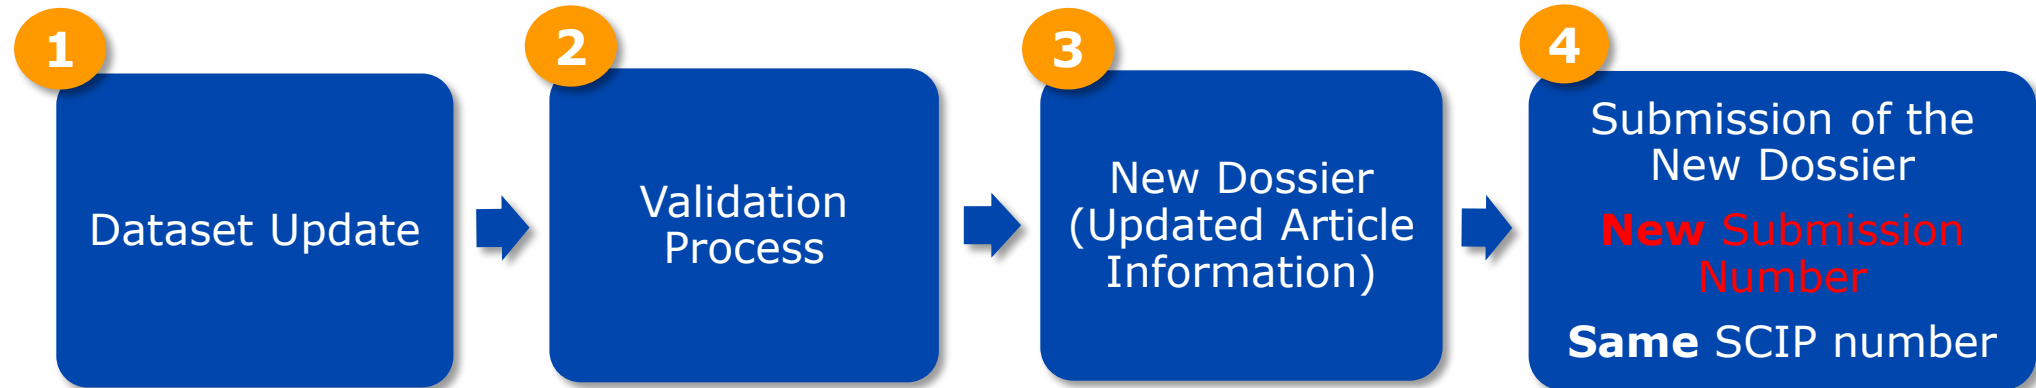 1
Dataset Update
2
Validation
Process
3
New Dossier
(Updated Article
Information)
4
Submission of the
New Dossier
New Submission
Number
Same SCIP number